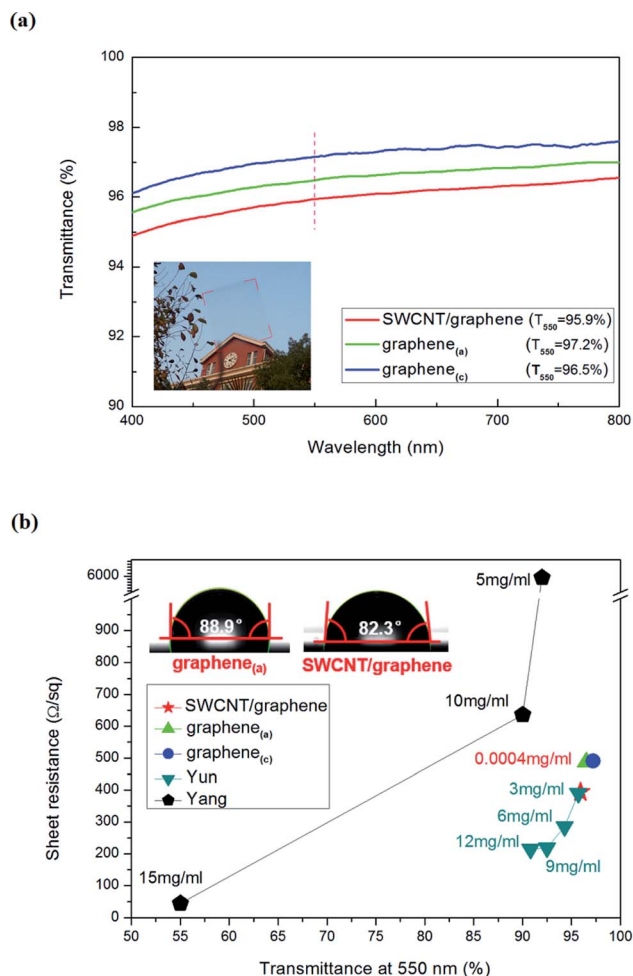 (a)
100
98
96
94
92
90
Transmittance (%)
SWCNT/graphene (T550=95.9%)
graphene(a) (T550=97.2%)
graphene(c) (T550=96.5%)
400 500 600 700 800
Wavelength (nm)
(b)
6000
900
800
700
600
500
400
300
200
100
0
Sheet resistance (Ω/sq)
88.9° 82.3°
graphene(a) SWCNT/graphene
SWCNT/graphene
graphene(a)
graphene(c)
Yun
Yang
5mg/ml
10mg/ml
0.0004mg/ml
3mg/ml
6mg/ml
12mg/ml
9mg/ml
15mg/ml
50 55 60 65 70 75 80 85 90 95 100
Transmittance at 550 nm (%)